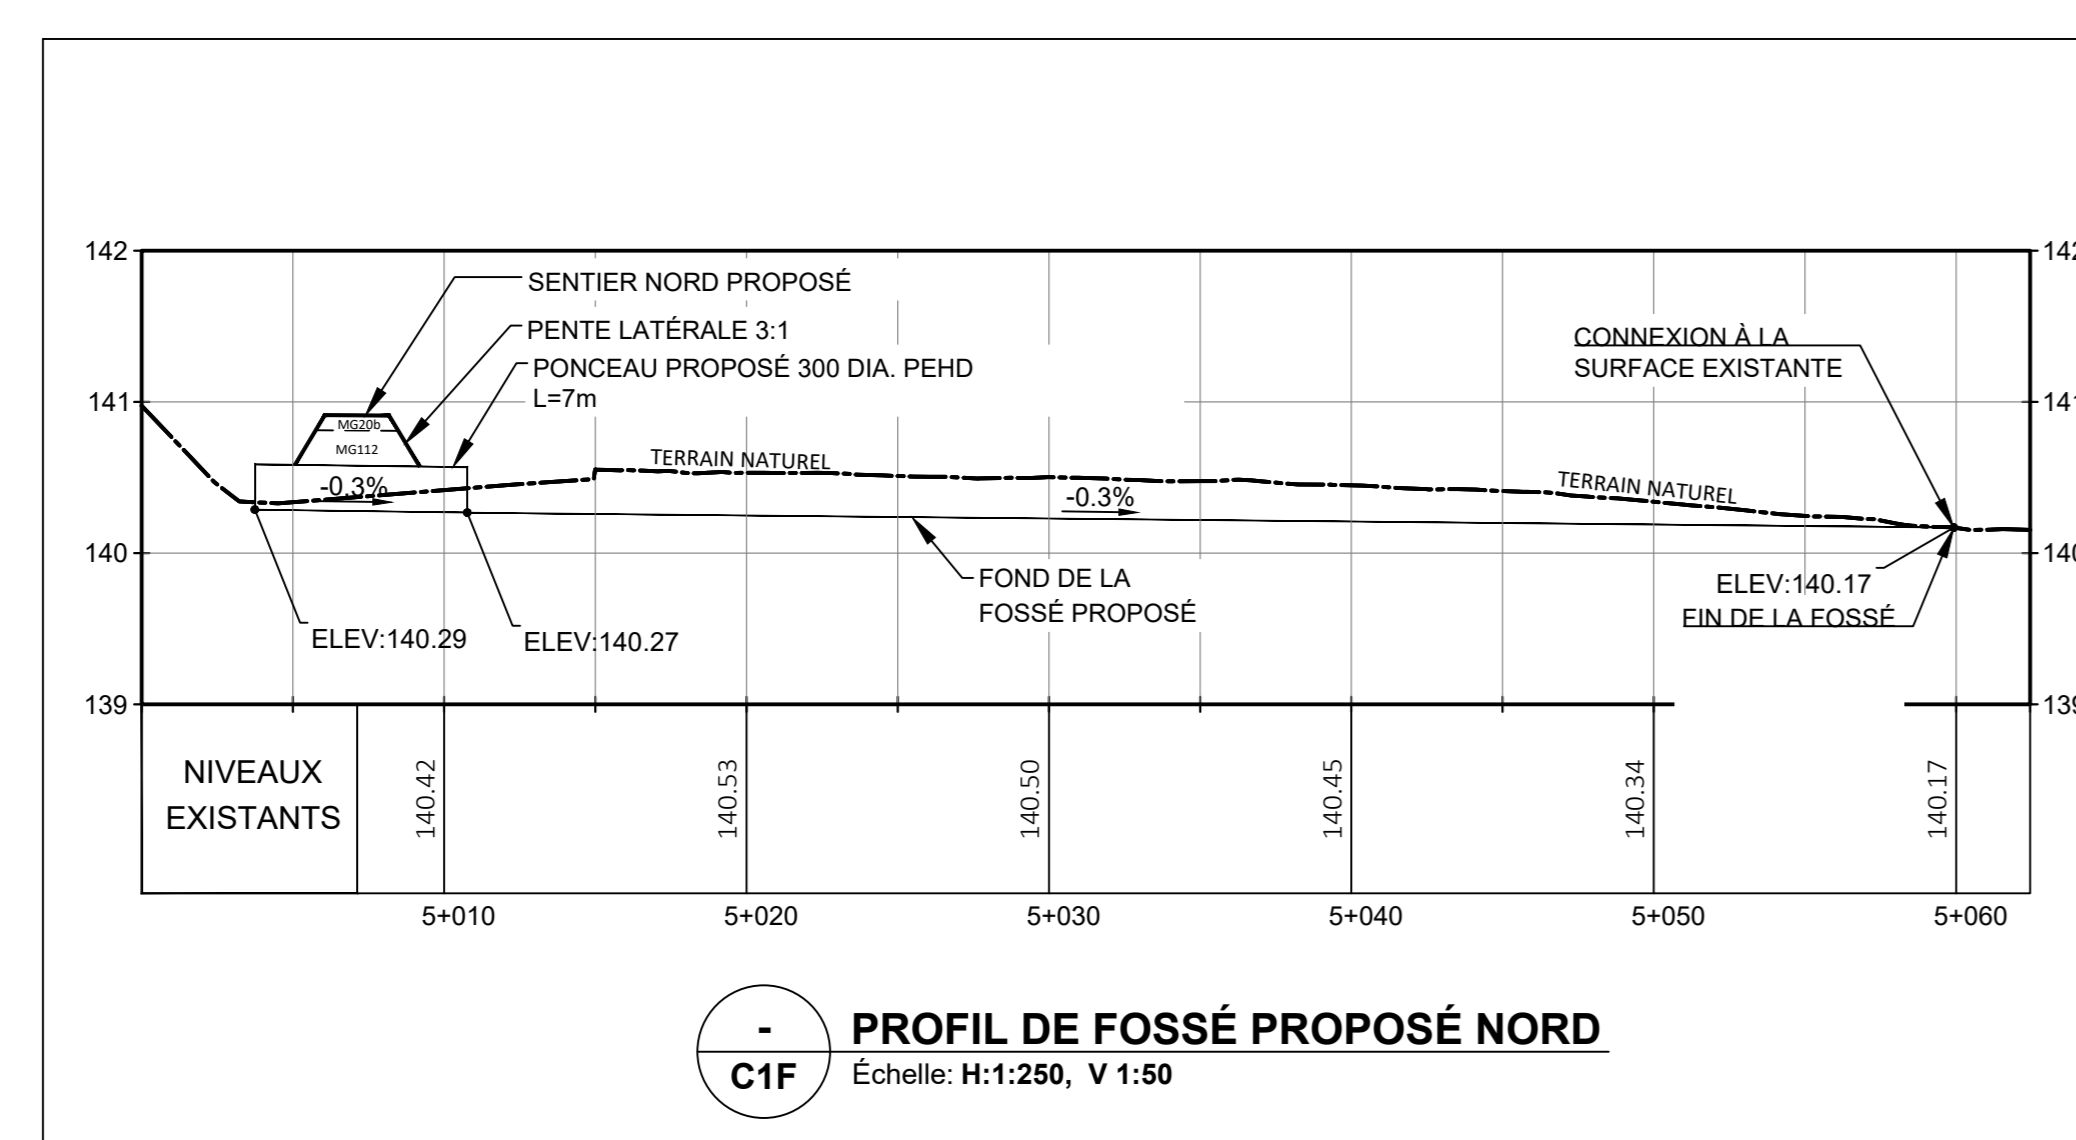 142
142
SENTIER NORD PROPOSÉ
PENTE LATÉRALE 3:1
PONCEAU PROPOSÉ 300 DIA. PEHD
L=7m
CONNEXION À LA
SURFACE EXISTANTE
141
141
MG20b
MG112
TERRAIN NATUREL
TERRAIN NATUREL
-0.3%
-0.3%
140
140
FOND DE LA
FOSSÉ PROPOSÉ
ELEV:140.17
FIN DE LA FOSSÉ
ELEV:140.29
ELEV:140.27
139
139
NIVEAUX
EXISTANTS
140.42
140.53
140.50
140.45
140.34
140.17
5+010
5+020
5+030
5+040
5+050
5+060
-
C1F
PROFIL DE FOSSÉ PROPOSÉ NORD
Échelle: H:1:250, V 1:50